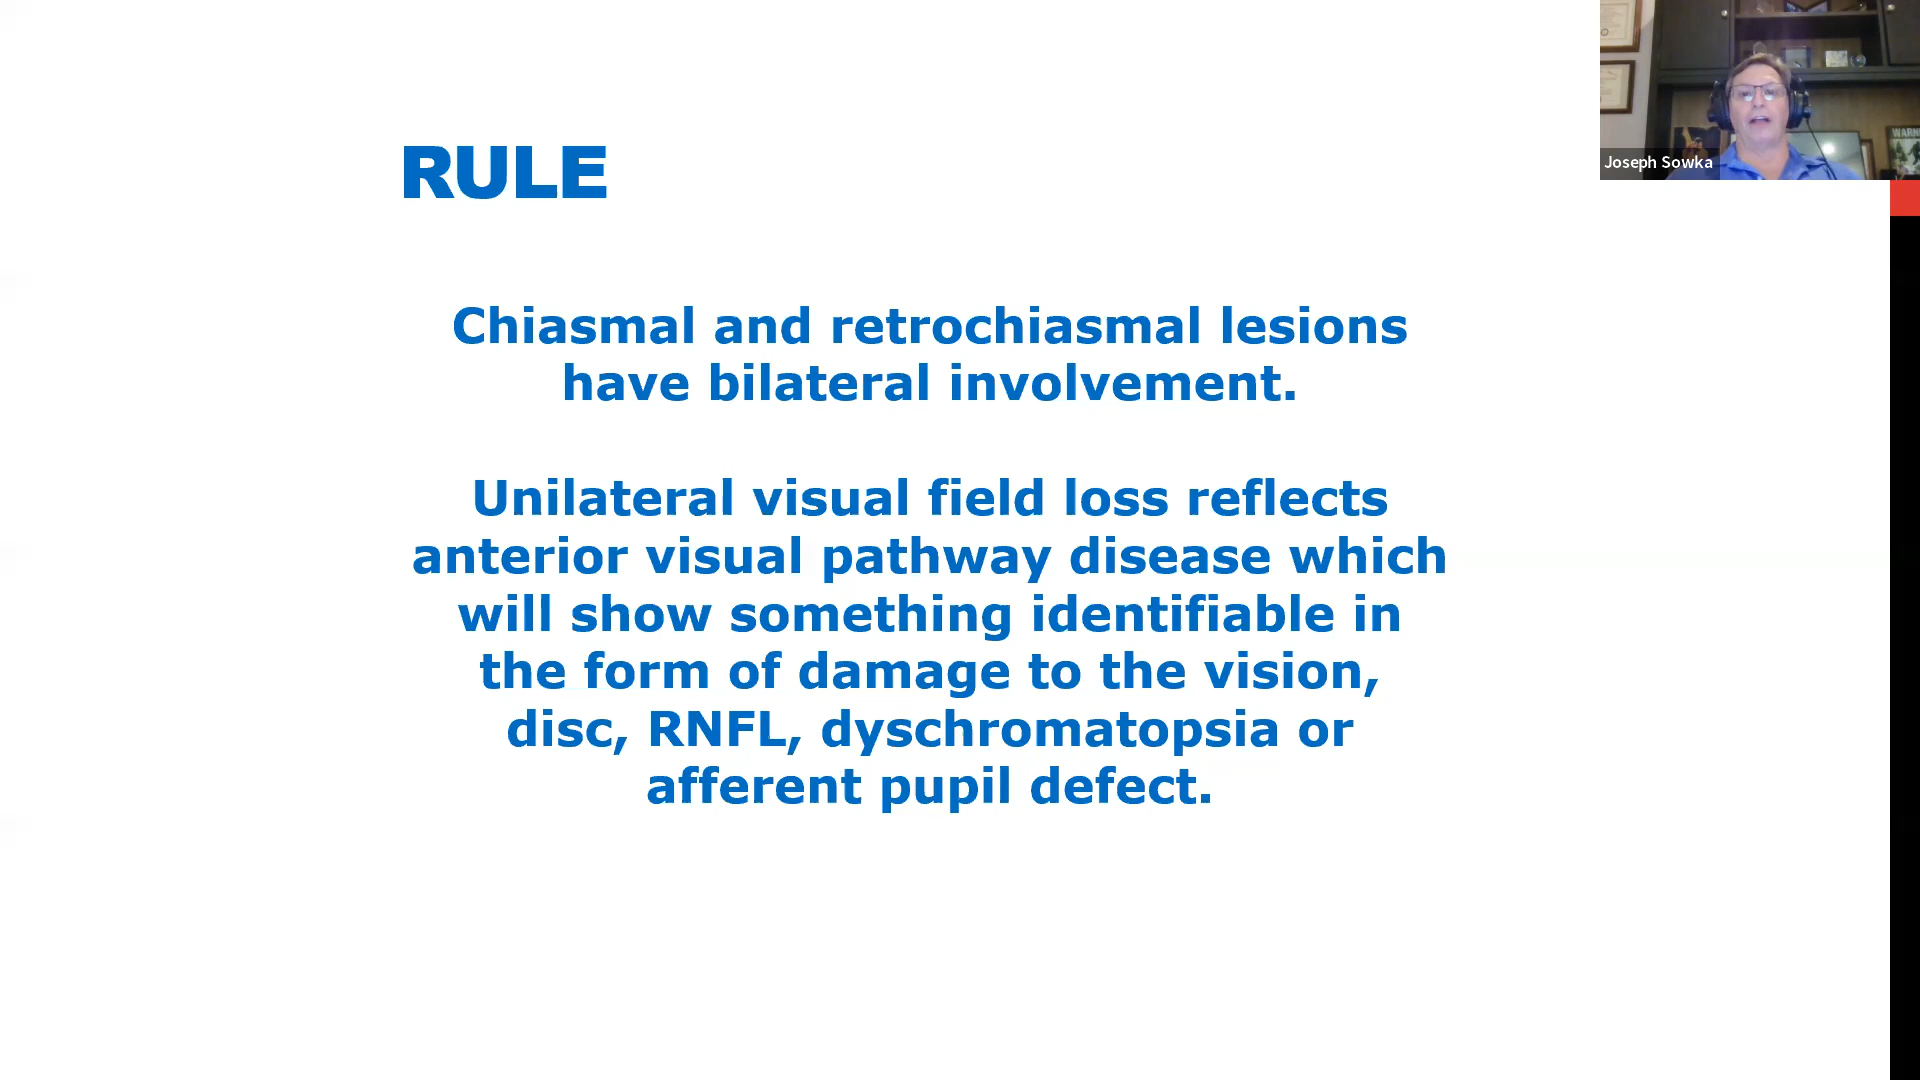 RULE
Chiasmal and retrochiasmal lesions
have bilateral involvement.
Unilateral visual field loss reflects
anterior visual pathway disease which
will show something identifiable in
the form of damage to the vision,
disc, RNFL, dyschromatopsia or
afferent pupil defect.
Joseph Sowka
WARN